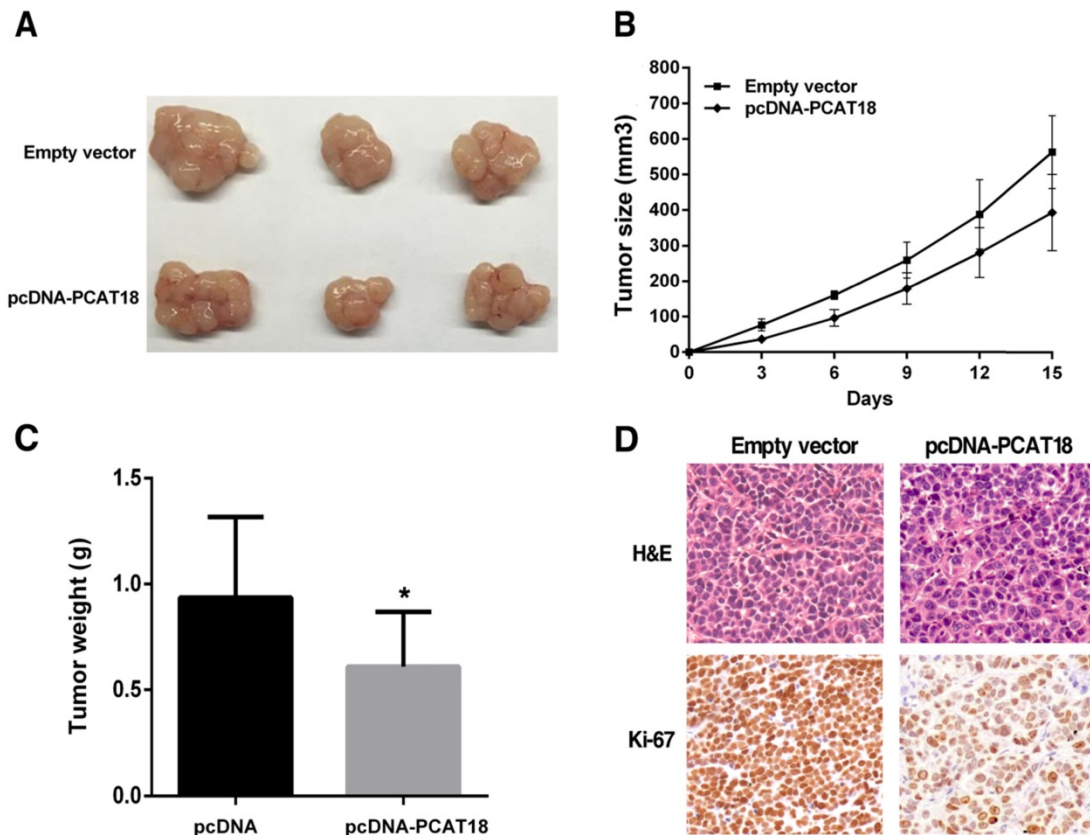 A
Empty vector
pcDNA-PCAT18
B
800
700
600
500
400
300
200
100
0
Tumor size (mm3)
Empty vector
pcDNA-PCAT18
0 3 6 9 12 15
Days
C
1.5
1.0
0.5
0.0
Tumor weight (g)
*
pcDNA pcDNA-PCAT18
D
Empty vector pcDNA-PCAT18
H&E
Ki-67